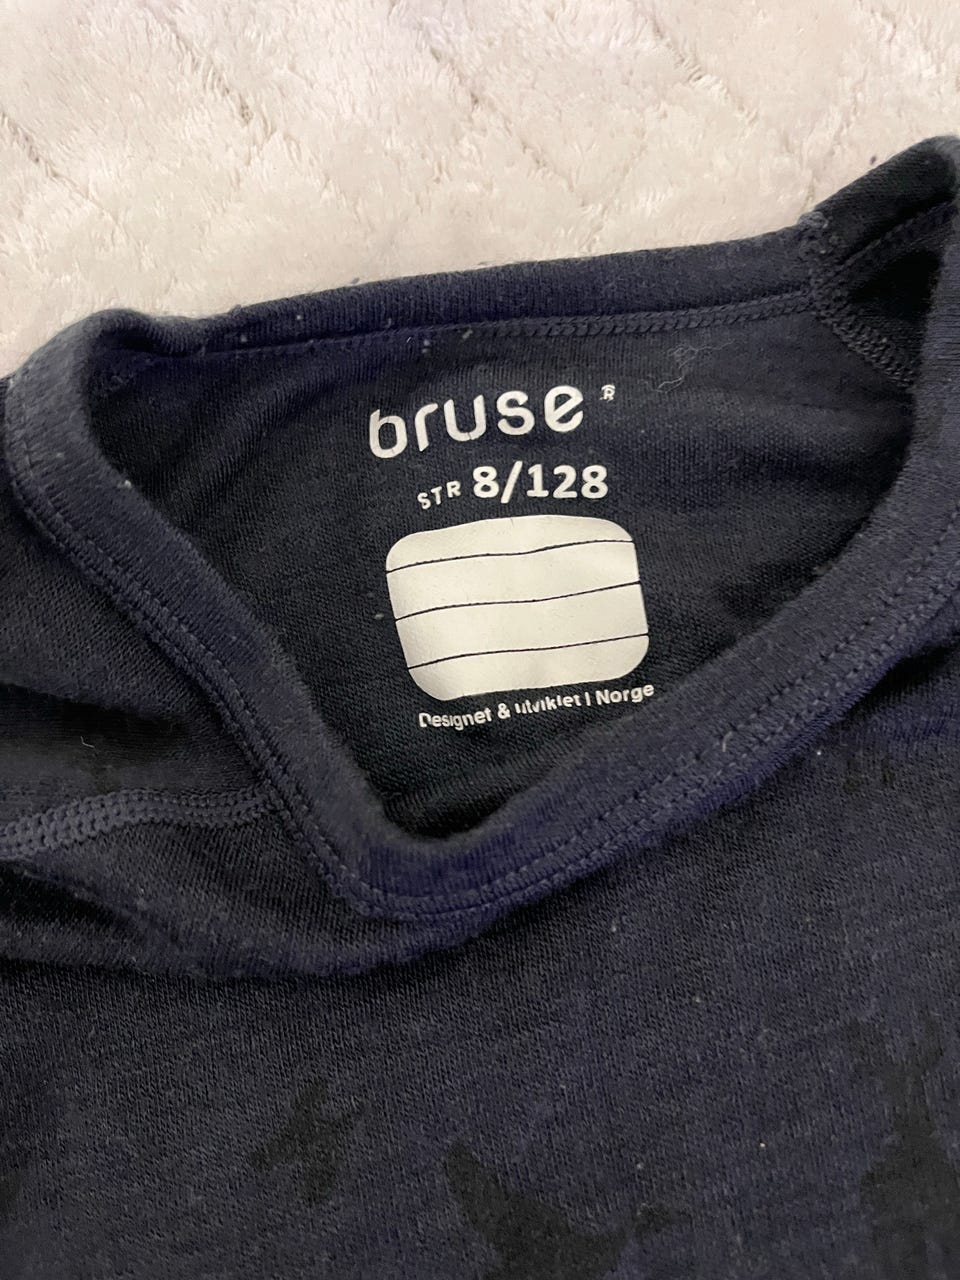 bruse®
STR 8/128
Designet & utviklet i Norge